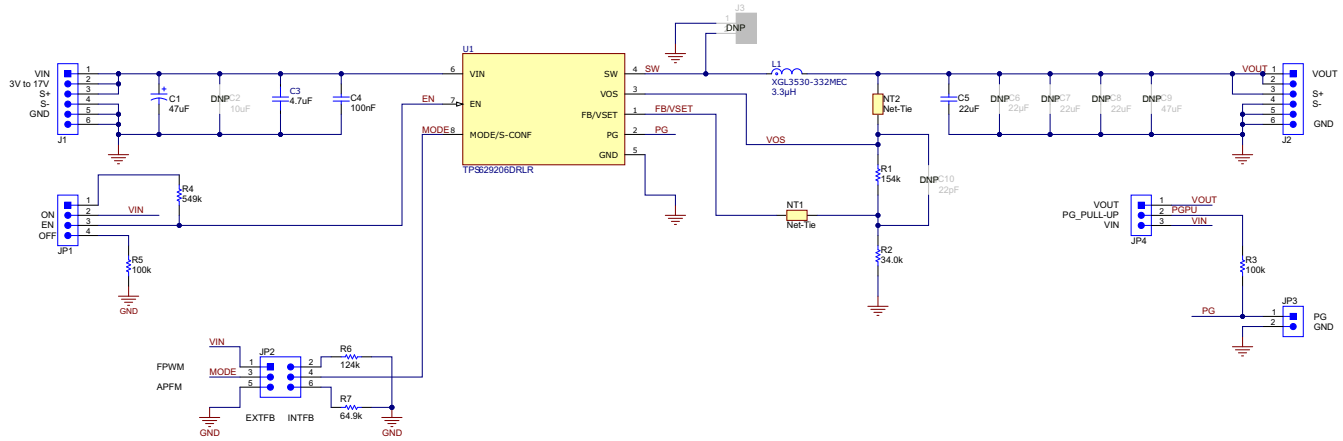 J3
1
2
DNP
U1
VIN
3V to 17V
S+
S-
GND
1
2
3
4
5
6
J1
+
C1
47uF
DNP
C2
10uF
C3
4.7uF
C4
100nF
EN
MODE
6
7
8
VIN
EN
MODE/S-CONF
SW
VOS
FB/VSET
PG
GND
4
3
1
2
5
TPS629206DRLR
SW
FB/VSET
PG
VOS
L1
XGL3530-332MEC
3.3µH
NT2
Net-Tie
C5
22uF
DNP
C6
22µF
DNP
C7
22uF
DNP
C8
22uF
DNP
C9
47uF
VOUT
1
2
3
4
5
6
VOUT
S+
S-
GND
J2
R1
154k
DNP
C10
22pF
NT1
Net-Tie
R2
34.0k
R4
549k
ON
EN
OFF
1
2
3
4
VIN
JP1
R5
100k
GND
VOUT
PG_PULL-UP
VIN
1
2
3
VOUT
PGPU
VIN
JP4
R3
100k
JP3
PG
1
2
PG
GND
VIN
JP2
FPWM
MODE
APFM
1
3
5
2
4
6
R6
124k
R7
64.9k
EXTFB
INTFB
GND
GND